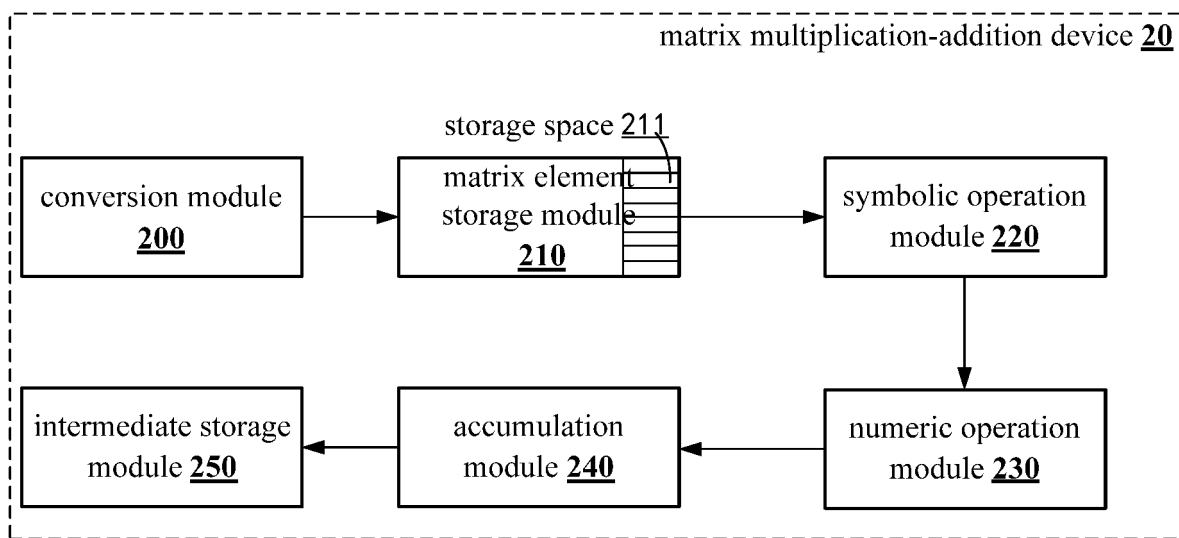 matrix multiplication-addition device 20
storage space 211
conversion module
200
matrix element
storage module
210
symbolic operation
module 220
intermediate storage
module 250
accumulation
module 240
numeric operation
module 230